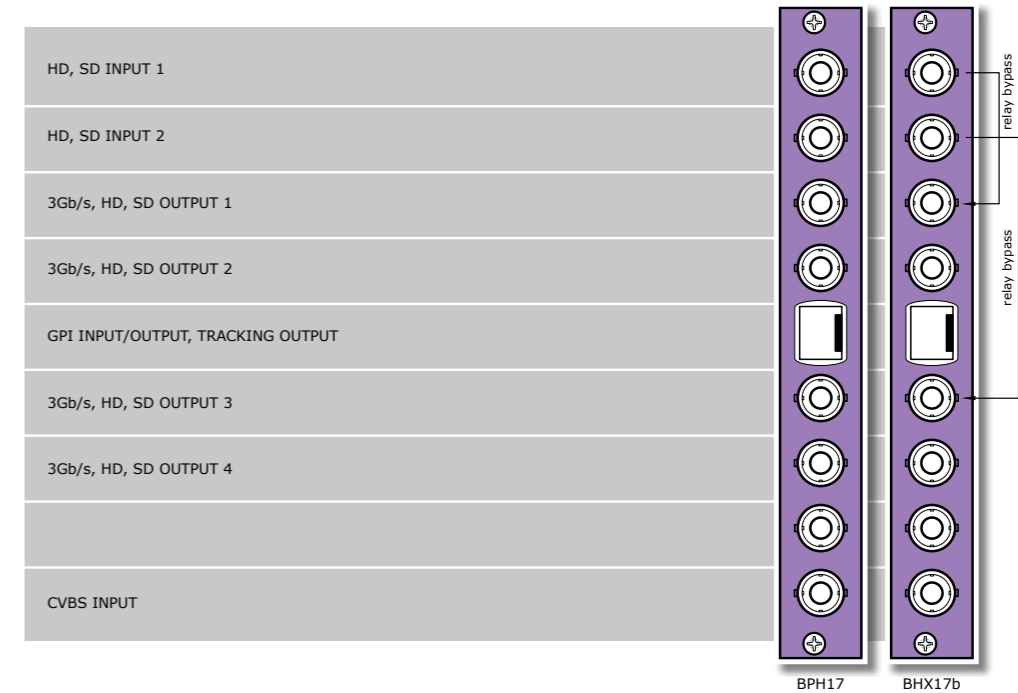 HD, SD INPUT 1
HD, SD INPUT 2
3Gb/s, HD, SD OUTPUT 1
3Gb/s, HD, SD OUTPUT 2
GPI INPUT/OUTPUT, TRACKING OUTPUT
3Gb/s, HD, SD OUTPUT 3
3Gb/s, HD, SD OUTPUT 4
CVBS INPUT
relay bypass
relay bypass
BPH17
BHX17b